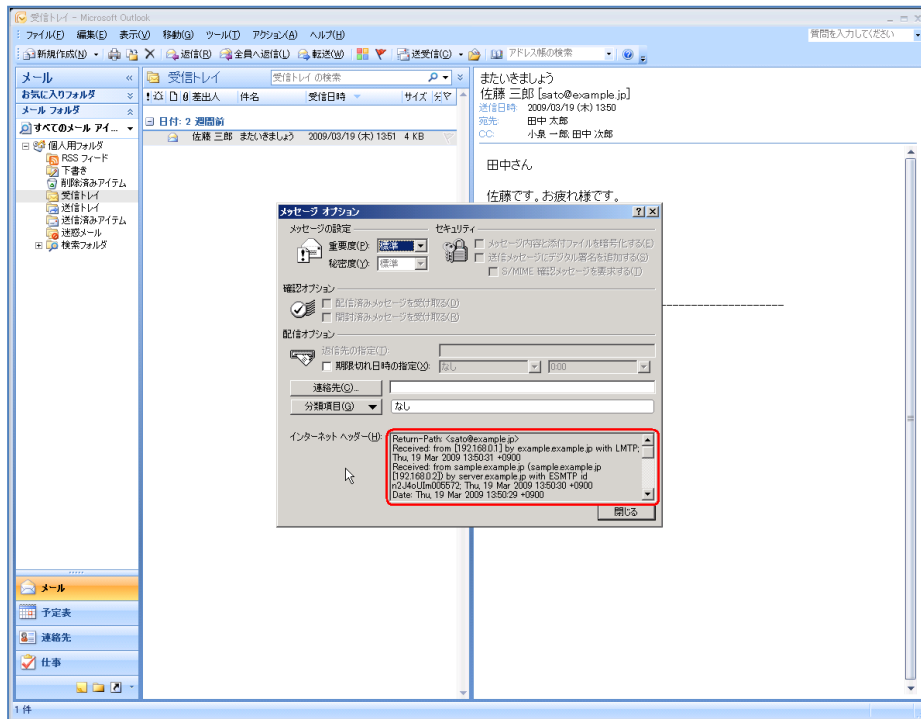 受信トレイ - Microsoft Outlook
ファイル(F) 編集(E) 表示(V) 移動(G) ツール(T) アクション(A) ヘルプ(H) 質問を入力してください
新規作成(N) 返信(R) 全員へ返信(L) 転送(W) 送受信(C) アドレス帳の検索
メール «
お気に入りフォルダ
メール フォルダ
すべてのメール アイ...
個人用フォルダ
RSS フィード
下書き
削除済みアイテム
受信トレイ
送信トレイ
送信済みアイテム
迷惑メール
検索フォルダ
メール
予定表
連絡先
仕事
1 件
受信トレイ 受信トレイ の検索
差出人 件名 受信日時 サイズ 分
日付: 2 週間前
佐藤 三郎 またいきましょう 2009/03/19 (木) 13:51 4 KB
またいきましょう
佐藤 三郎 [sato@example.jp]
送信日時: 2009/03/19 (木) 13:50
宛先: 田中 太郎
CC: 小泉 一郎; 田中 次郎
田中さん
佐藤です。お疲れ様です。
メッセージ オプション
メッセージの設定
重要度(P): 標準
秘密度(Y): 標準
セキュリティ
メッセージ内容と添付ファイルを暗号化する(E)
送信メッセージにデジタル署名を追加する(S)
S/MIME 確認メッセージを要求する(T)
確認オプション
配信済みメッセージを受け取る(D)
開封済みメッセージを受け取る(R)
配信オプション
返信先の指定(I):
期限切れ日時の指定(X): なし 0:00
連絡先(C)...
分類項目(G) なし
インターネット ヘッダー(H):
Return-Path: <sato@example.jp>
Received: from [192.168.0.1] by example.example.jp with LMTP;
Thu, 19 Mar 2009 13:50:31 +0900
Received: from sample.example.jp (sample.example.jp
[192.168.0.2]) by server.example.jp with ESMTP id
n2J4oUIm005572; Thu, 19 Mar 2009 13:50:30 +0900
Date: Thu, 19 Mar 2009 13:50:29 +0900
閉じる